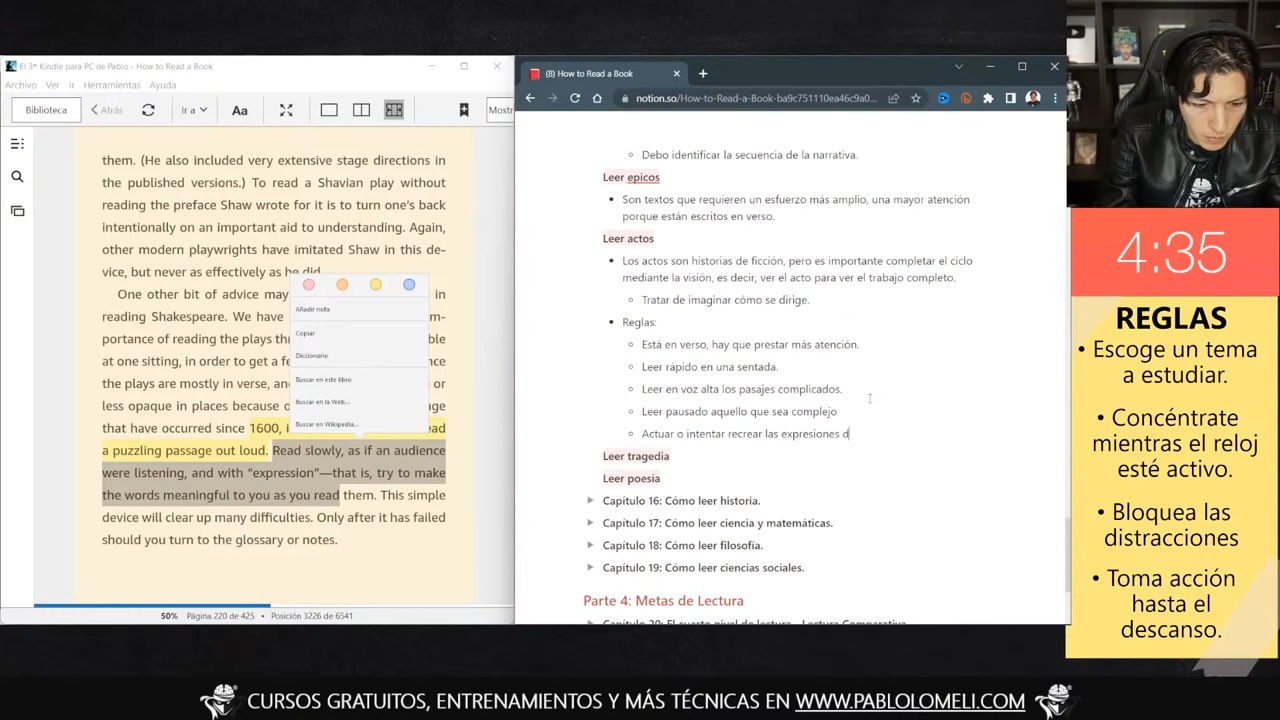 El 3er Kindle para PC de Pablo - How to Read a Book
Archivo Ver Ir Herramientas Ayuda
Biblioteca Atrás Ir a Aa Mostr
them. (He also included very extensive stage directions in
the published versions.) To read a Shavian play without
reading the preface Shaw wrote for it is to turn one's back
intentionally on an important aid to understanding. Again,
other modern playwrights have imitated Shaw in this de-
vice, but never as effectively as he did.
One other bit of advice may in
reading Shakespeare. We have m-
portance of reading the plays th ble
at one sitting, in order to get a fe nce
the plays are mostly in verse, an or
less opaque in places because o age
that have occurred since 1600, i ead
a puzzling passage out loud. Read slowly, as if an audience
were listening, and with “expression”—that is, try to make
the words meaningful to you as you read them. This simple
device will clear up many difficulties. Only after it has failed
should you turn to the glossary or notes.
Añadir nota
Copiar
Diccionario
Buscar en este libro
Buscar en la Web...
Buscar en Wikipedia...
50% Página 220 de 425 • Posición 3226 de 6541
(8) How to Read a Book
notion.so/How-to-Read-a-Book-ba9c751110ea46c9a0...
Debo identificar la secuencia de la narrativa.
Leer epicos
Son textos que requieren un esfuerzo más amplio, una mayor atención
porque están escritos en verso.
Leer actos
Los actos son historias de ficción, pero es importante completar el ciclo
mediante la visión, es decir, ver el acto para ver el trabajo completo.
Tratar de imaginar cómo se dirige.
Reglas:
Está en verso, hay que prestar más atención.
Leer rápido en una sentada.
Leer en voz alta los pasajes complicados.
Leer pausado aquello que sea complejo
Actuar o intentar recrear las expresiones d
Leer tragedia
Leer poesía
Capítulo 16: Cómo leer historia.
Capítulo 17: Cómo leer ciencia y matemáticas.
Capítulo 18: Cómo leer filosofía.
Capítulo 19: Cómo leer ciencias sociales.
Parte 4: Metas de Lectura
Capítulo 20: El cuarto nivel de lectura - Lectura Comparativa
4:35
REGLAS
• Escoge un tema
a estudiar.
• Concéntrate
mientras el reloj
esté activo.
• Bloquea las
distracciones
• Toma acción
hasta el
descanso.
CURSOS GRATUITOS, ENTRENAMIENTOS Y MÁS TÉCNICAS EN WWW.PABLOLOMELI.COM